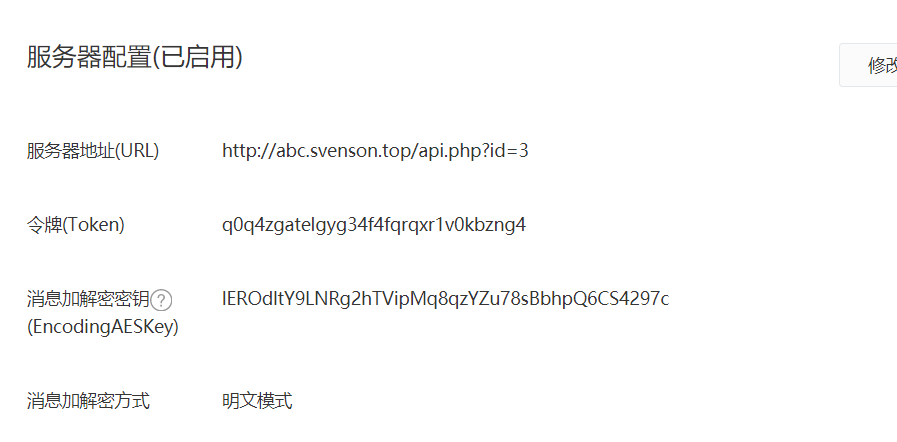 服务器配置(已启用)
修改
服务器地址(URL) http://abc.svenson.top/api.php?id=3
令牌(Token) q0q4zgatelgyg34f4fqrqxr1v0kbzng4
消息加解密密钥? IEROdItY9LNRg2hTVipMq8qzYZu78sBbhpQ6CS4297c
(EncodingAESKey)
消息加解密方式 明文模式